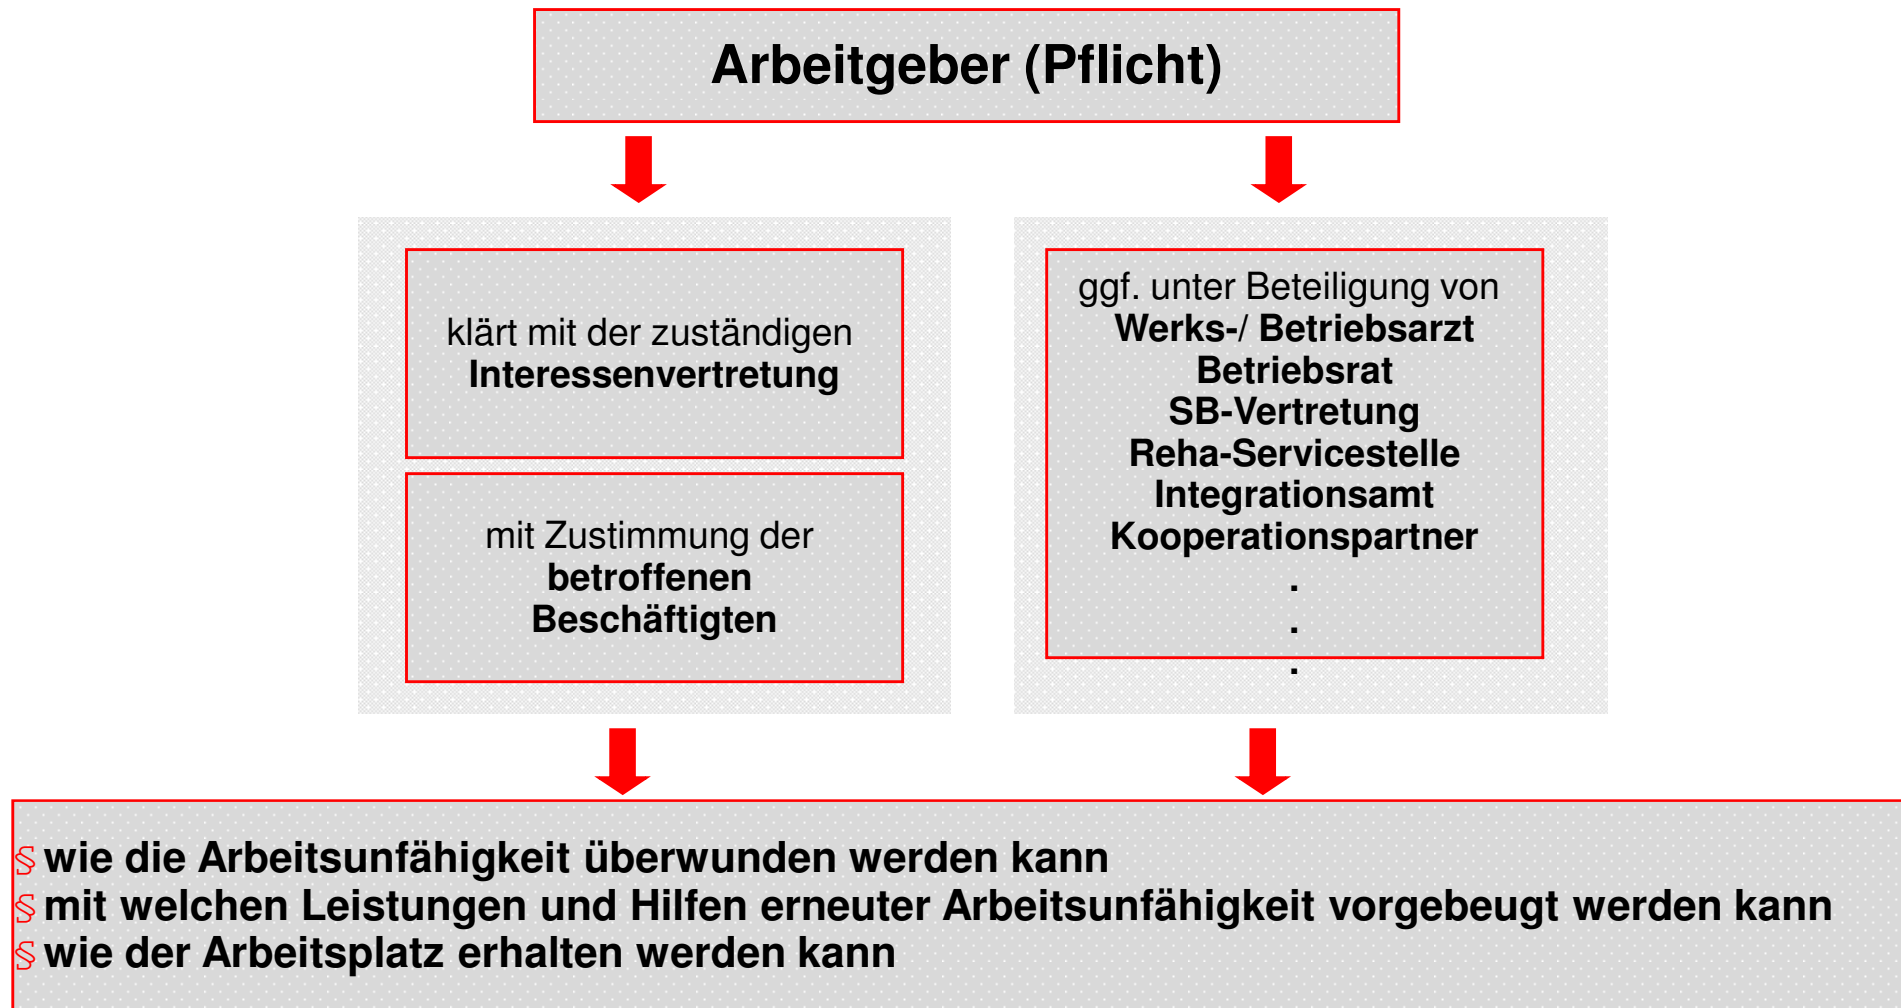 Arbeitgeber (Pflicht)
klärt mit der zuständigen
Interessenvertretung
mit Zustimmung der
betroffenen
Beschäftigten
ggf. unter Beteiligung von
Werks-/ Betriebsarzt
Betriebsrat
SB-Vertretung
Reha-Servicestelle
Integrationsamt
Kooperationspartner
.
.
.
§ wie die Arbeitsunfähigkeit überwunden werden kann
§ mit welchen Leistungen und Hilfen erneuter Arbeitsunfähigkeit vorgebeugt werden kann
§ wie der Arbeitsplatz erhalten werden kann